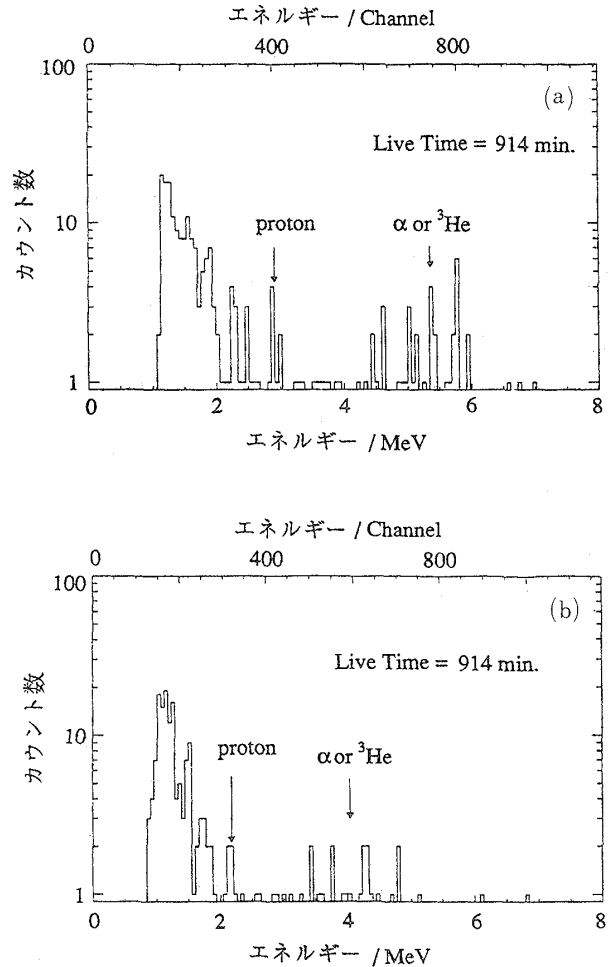 エネルギー / Channel
0 200 400 600 800
100
(a)
Live Time = 914 min.
カウント数
10
proton
α or ³He
1
0 2 4 6 8
エネルギー / MeV
エネルギー / Channel
0 400 600 800
100
(b)
Live Time = 914 min.
カウント数
10
proton
α or ³He
1
0 2 4 6 8
エネルギー / MeV